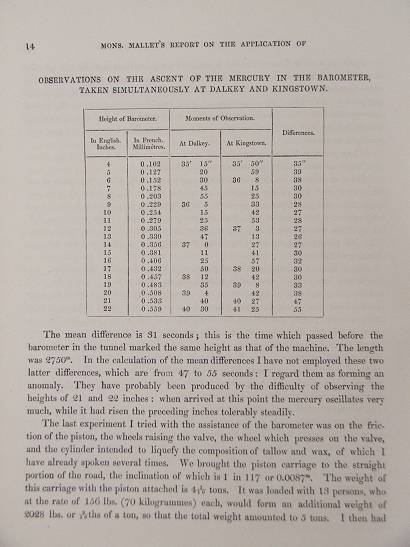 14 MONS. MALLET'S REPORT ON THE APPLICATION OF
OBSERVATIONS ON THE ASCENT OF THE MERCURY IN THE BAROMETER,
TAKEN SIMULTANEOUSLY AT DALKEY AND KINGSTOWN.
Height of Barometer. Moments of Observation. Differences.
In English. Inches. In French. Millimètres. At Dalkey. At Kingstown.
4 0.102 35' 15" 35' 50" 35"
5 0.127 20 59 39
6 0.152 30 36 8 38
7 0.178 45 15 30
8 0.203 55 25 30
9 0.229 36 5 33 28
10 0.254 15 42 27
11 0.279 25 53 28
12 0.305 36 37 3 27
13 0.330 47 13 26
14 0.356 37 0 27 27
15 0.381 11 41 30
16 0.406 25 57 32
17 0.432 50 38 20 30
18 0.457 38 12 42 30
19 0.483 35 39 8 33
20 0.508 39 4 42 38
21 0.533 40 40 27 47
22 0.559 40 30 41 25 55
The mean difference is 31 seconds; this is the time which passed before the
barometer in the tunnel marked the same height as that of the machine. The length
was 2750m. In the calculation of the mean differences I have not employed these two
latter differences, which are from 47 to 55 seconds: I regard them as forming an
anomaly. They have probably been produced by the difficulty of observing the
heights of 21 and 22 inches: when arrived at this point the mercury oscillates very
much, while it had risen the preceding inches tolerably steadily.
The last experiment I tried with the assistance of the barometer was on the fric-
tion of the piston, the wheels raising the valve, the wheel which presses on the valve,
and the cylinder intended to liquefy the composition of tallow and wax, of which I
have already spoken several times. We brought the piston carriage to the straight
portion of the road, the inclination of which is 1 in 117 or 0.0087m. The weight of
this carriage with the piston attached is tons. It was loaded with 13 persons, who
at the rate of 156 lbs. (70 kilogrammes) each, would form an additional weight of
2028 lbs. or ths of a ton, so that the total weight amounted to 5 tons. I then had